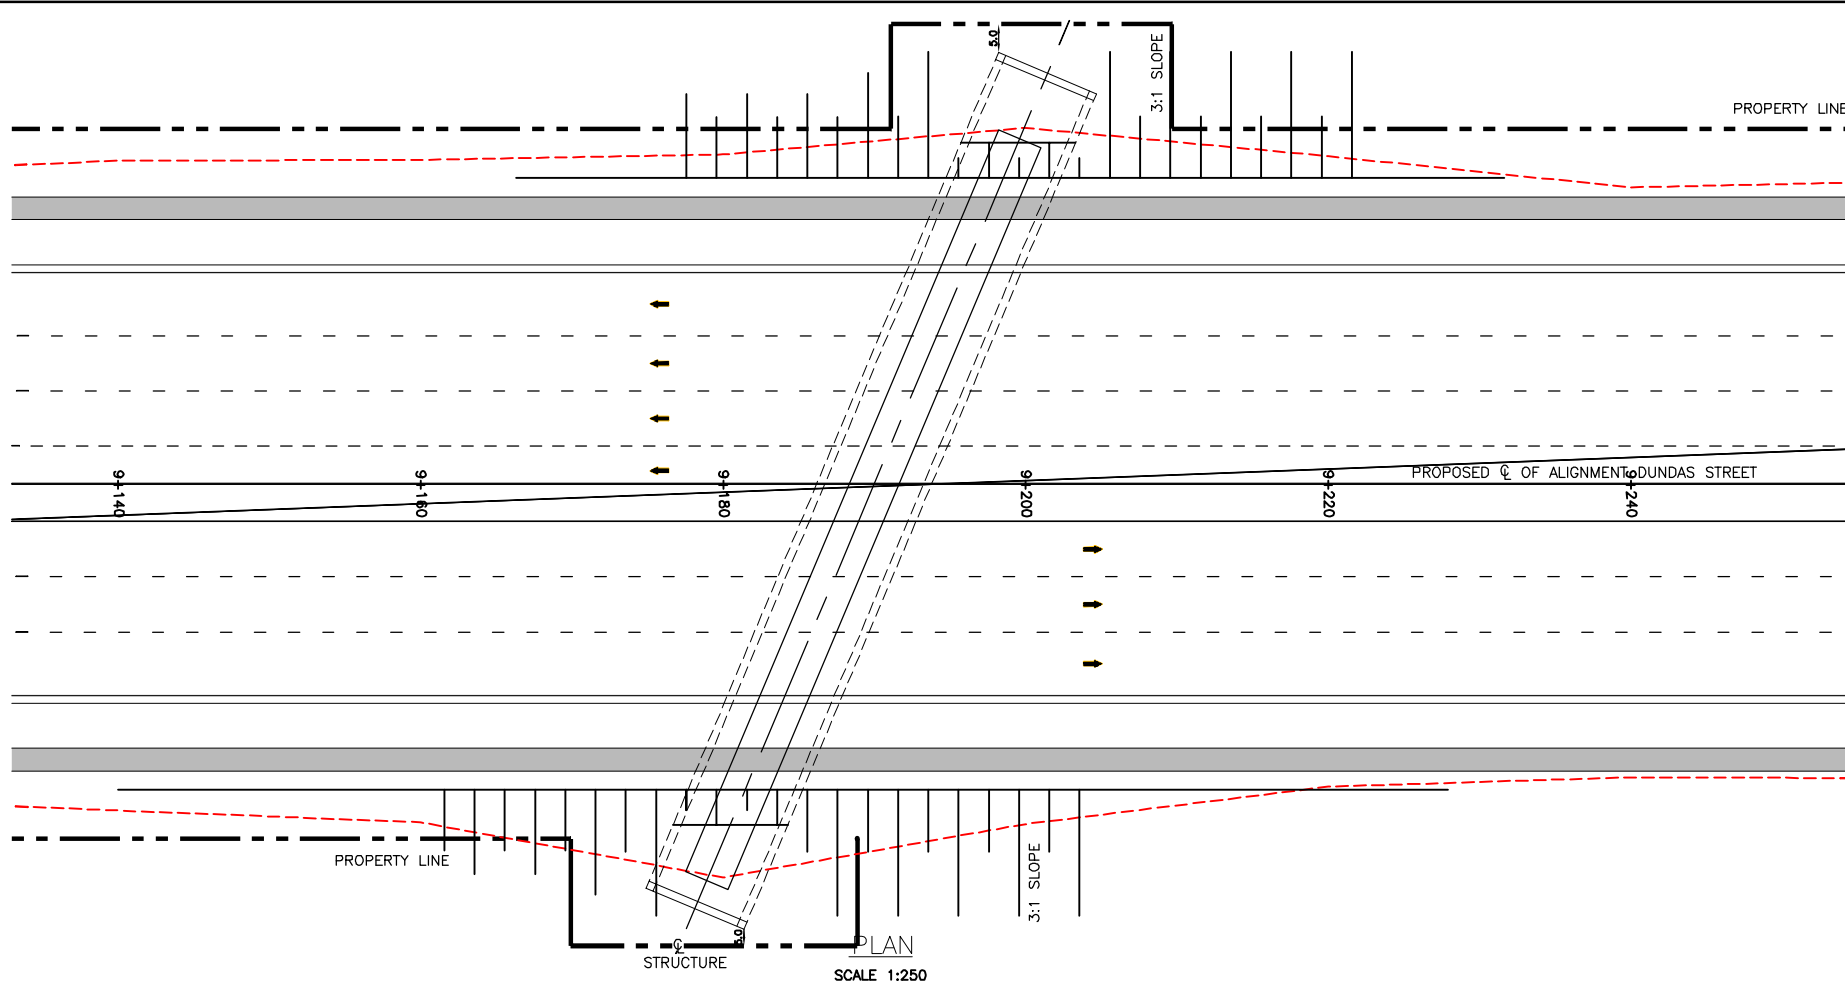 5.0
3:1 SLOPE
PROPERTY LINE
PROPOSED ℄ OF ALIGNMENT-DUNDAS STREET
9+140
9+160
9+180
9+200
9+220
9+240
PROPERTY LINE
3:1 SLOPE
5.0
℄
STRUCTURE
PLAN
SCALE 1:250